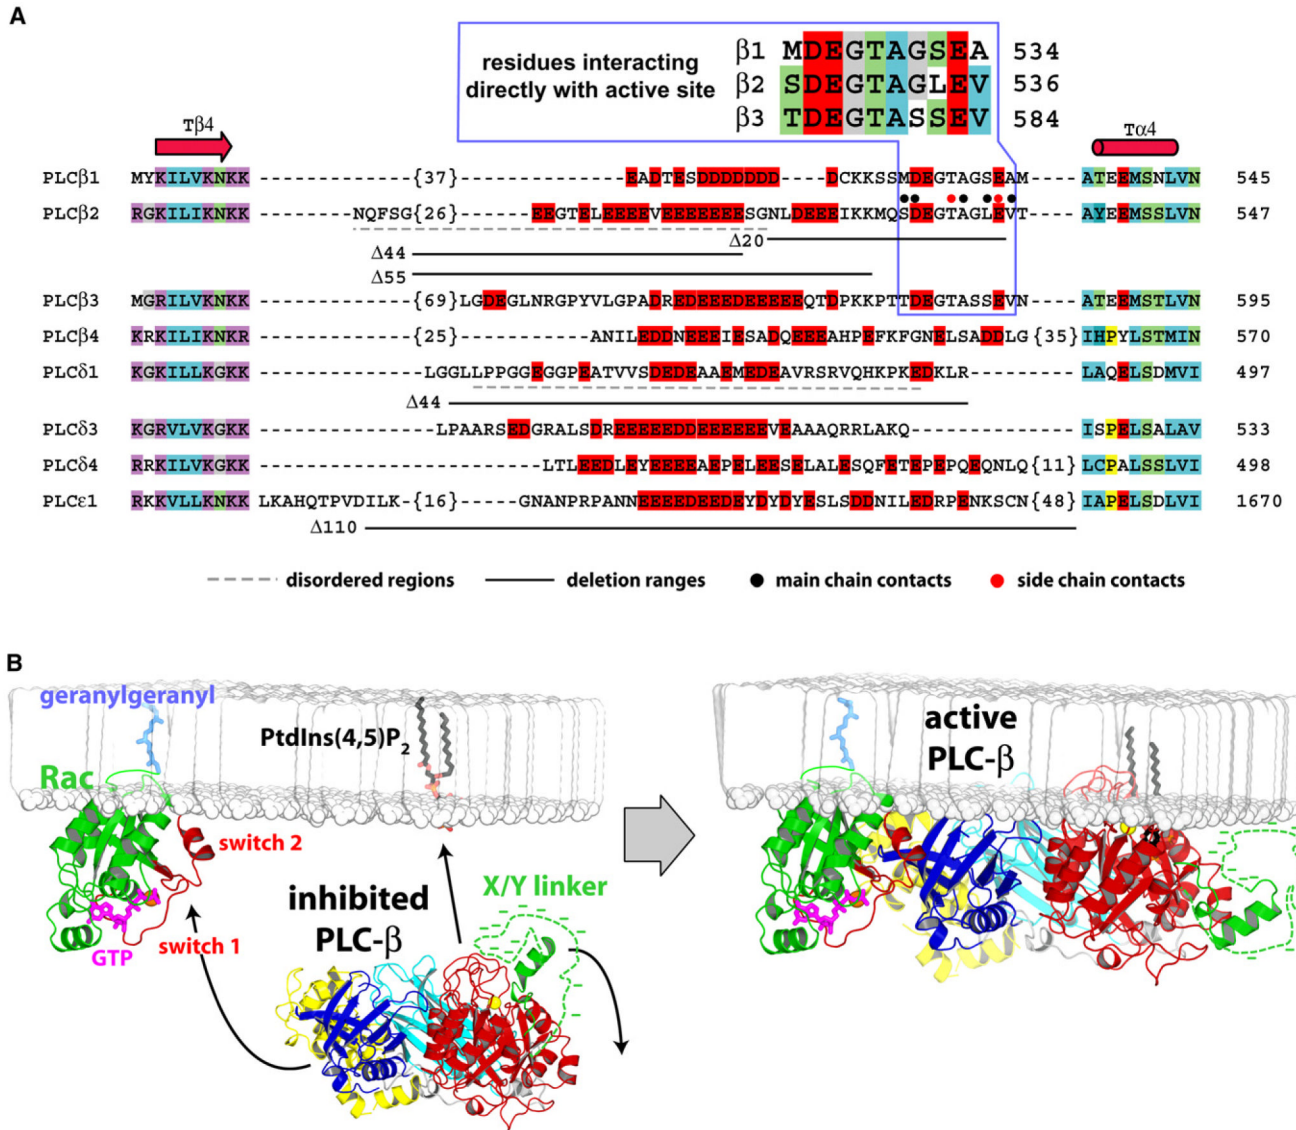 A
residues interacting
directly with active site
β1 MDEGTAGSEA 534
β2 SDEGTAGLEV 536
β3 TDEGTASSEV 584
Tβ4
Tα4
PLCβ1 MYKILVKNKK -------------{37}---------------EADTESDDDDDDD----DCKKSSMDEGTAGSEAM----- ATEEMSNLVN 545
PLCβ2 RGKILIKNKK --------NQFSG{26}-------EEGTELEEEEVEEEEEEESGNLDEEEIKKMQSDEGTAGLEVT----- AYEEMSSLVN 547
Δ20
Δ44
Δ55
PLCβ3 MGRILVKNKK -------------{69}LGDEGLNRGPYVLGPADREDEEEDEEEEEQTDPKKPTTDEGTASSEVN----- ATEEMSTLVN 595
PLCβ4 KRKILIKNKR -------------{25}------------ANILEDDNEEEIESADQEEEAHPEFKFGNELSADDLG{35} IHPYLSTMIN 570
PLCδ1 KGKILLKGKK --------------LGGLLPPGGEGGPEATVVSDEDEAAEMEDEAVRSRVQHKPKEDKLR---------- LAQELSDMVI 497
Δ44
PLCδ3 KGRVLVKGKK ---------------LPAARSEDGRALSDREEEEEEDDEEEEEEVEAAAQRRLAKQ--------------- ISPELSALAV 533
PLCδ4 RRKILVKGKK ------------------------LTLEEDLEYEEEEAEPELEESELALESQFETEPEPQEQNLQ{11} LCPALSSLVI 498
PLCε1 RKKVLLKNKK LKAHQTPVDILK-{16}-------GNANPRPANNEEEEDEEDEYDYDYESLSDDNILEDRPENKSCN{48} IAPELSDLVI 1670
Δ110
disordered regions deletion ranges main chain contacts side chain contacts
B
geranylgeranyl
PtdIns(4,5)P2
Rac
switch 2
switch 1
GTP
inhibited
PLC-β
X/Y linker
active
PLC-β